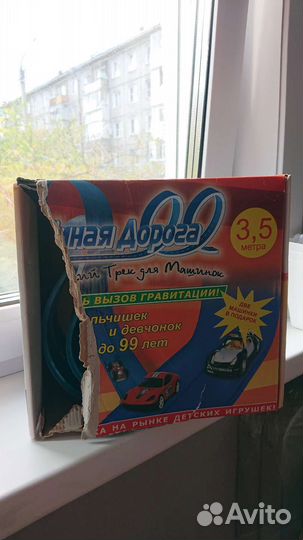 ная Дорога
3,5
метра
Трек для Машинок
Ь ВЫЗОВ ГРАВИТАЦИИ!
ЛЬЧИШЕК
и девчонок
до 99 лет
ДВЕ
МАШИНКИ
В ПОДАРОК
КА НА РЫНКЕ ДЕТСКИХ ИГРУШЕК!
Avito